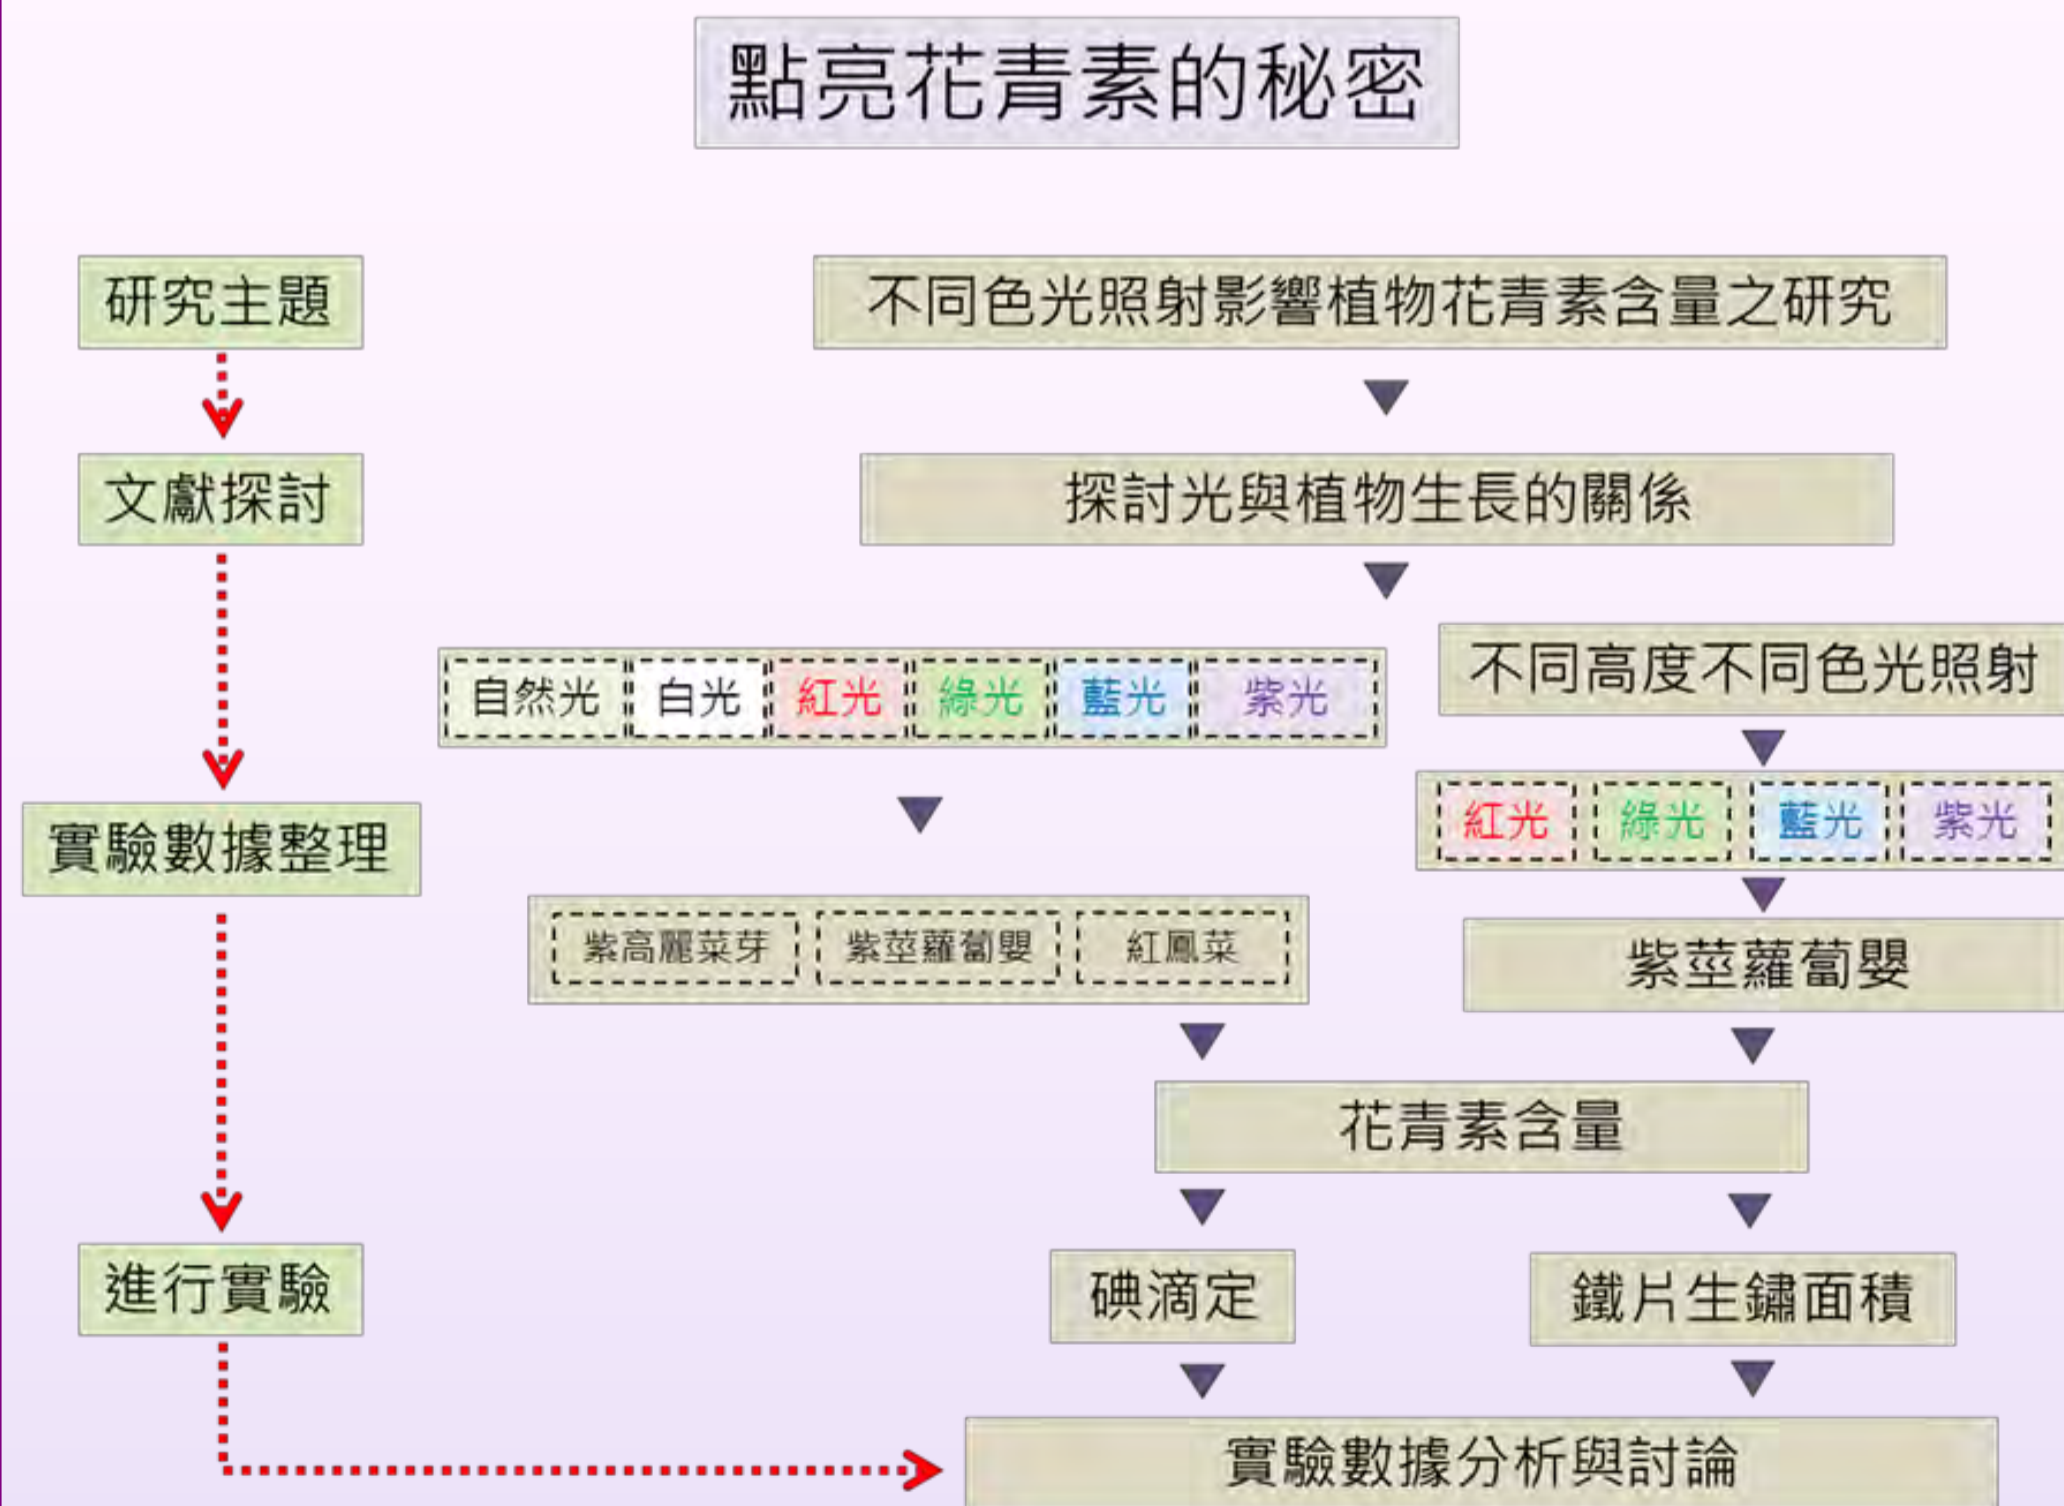 點亮花青素的秘密
研究主題
不同色光照射影響植物花青素含量之研究
文獻探討
探討光與植物生長的關係
不同高度不同色光照射
自然光 白光 紅光 綠光 藍光 紫光
紅光 綠光 藍光 紫光
實驗數據整理
紫高麗菜芽 紫莖蘿蔔嬰 紅鳳菜
紫莖蘿蔔嬰
花青素含量
進行實驗
碘滴定
鐵片生鏽面積
實驗數據分析與討論